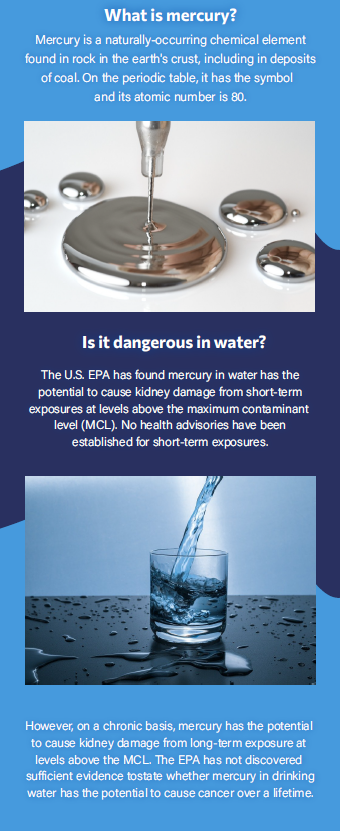 What is mercury?
Mercury is a naturally-occurring chemical element
found in rock in the earth's crust, including in deposits
of coal. On the periodic table, it has the symbol
and its atomic number is 80.
Is it dangerous in water?
The U.S. EPA has found mercury in water has the
potential to cause kidney damage from short-term
exposures at levels above the maximum contaminant
level (MCL). No health advisories have been
established for short-term exposures.
However, on a chronic basis, mercury has the potential
to cause kidney damage from long-term exposure at
levels above the MCL. The EPA has not discovered
sufficient evidence tostate whether mercury in drinking
water has the potential to cause cancer over a lifetime.